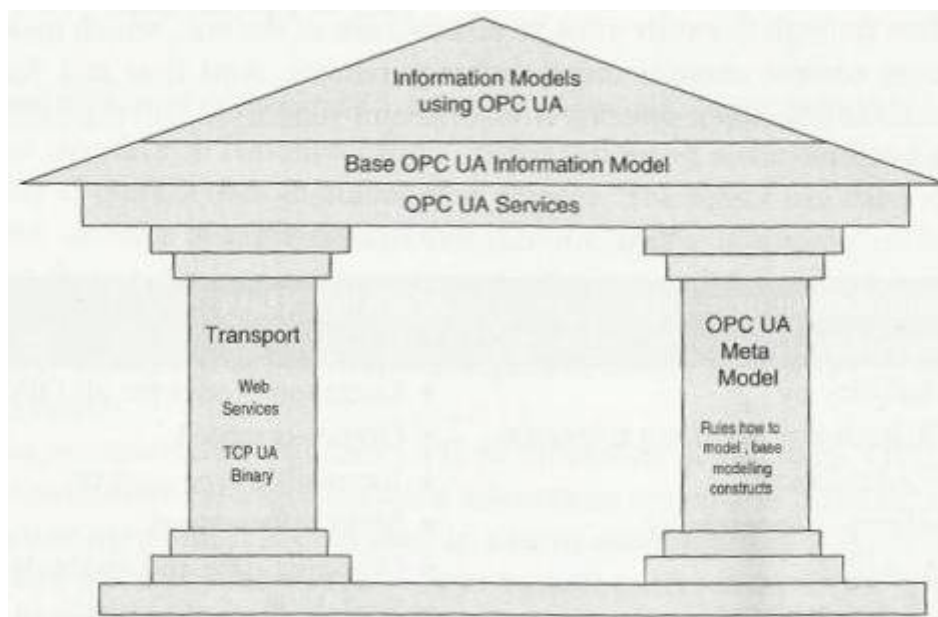 Information Models
using OPC UA
Base OPC UA Information Model
OPC UA Services
Transport
Web
Services
TCP UA
Binary
OPC UA
Meta
Model
Rules how to
model , base
modelling
constructs